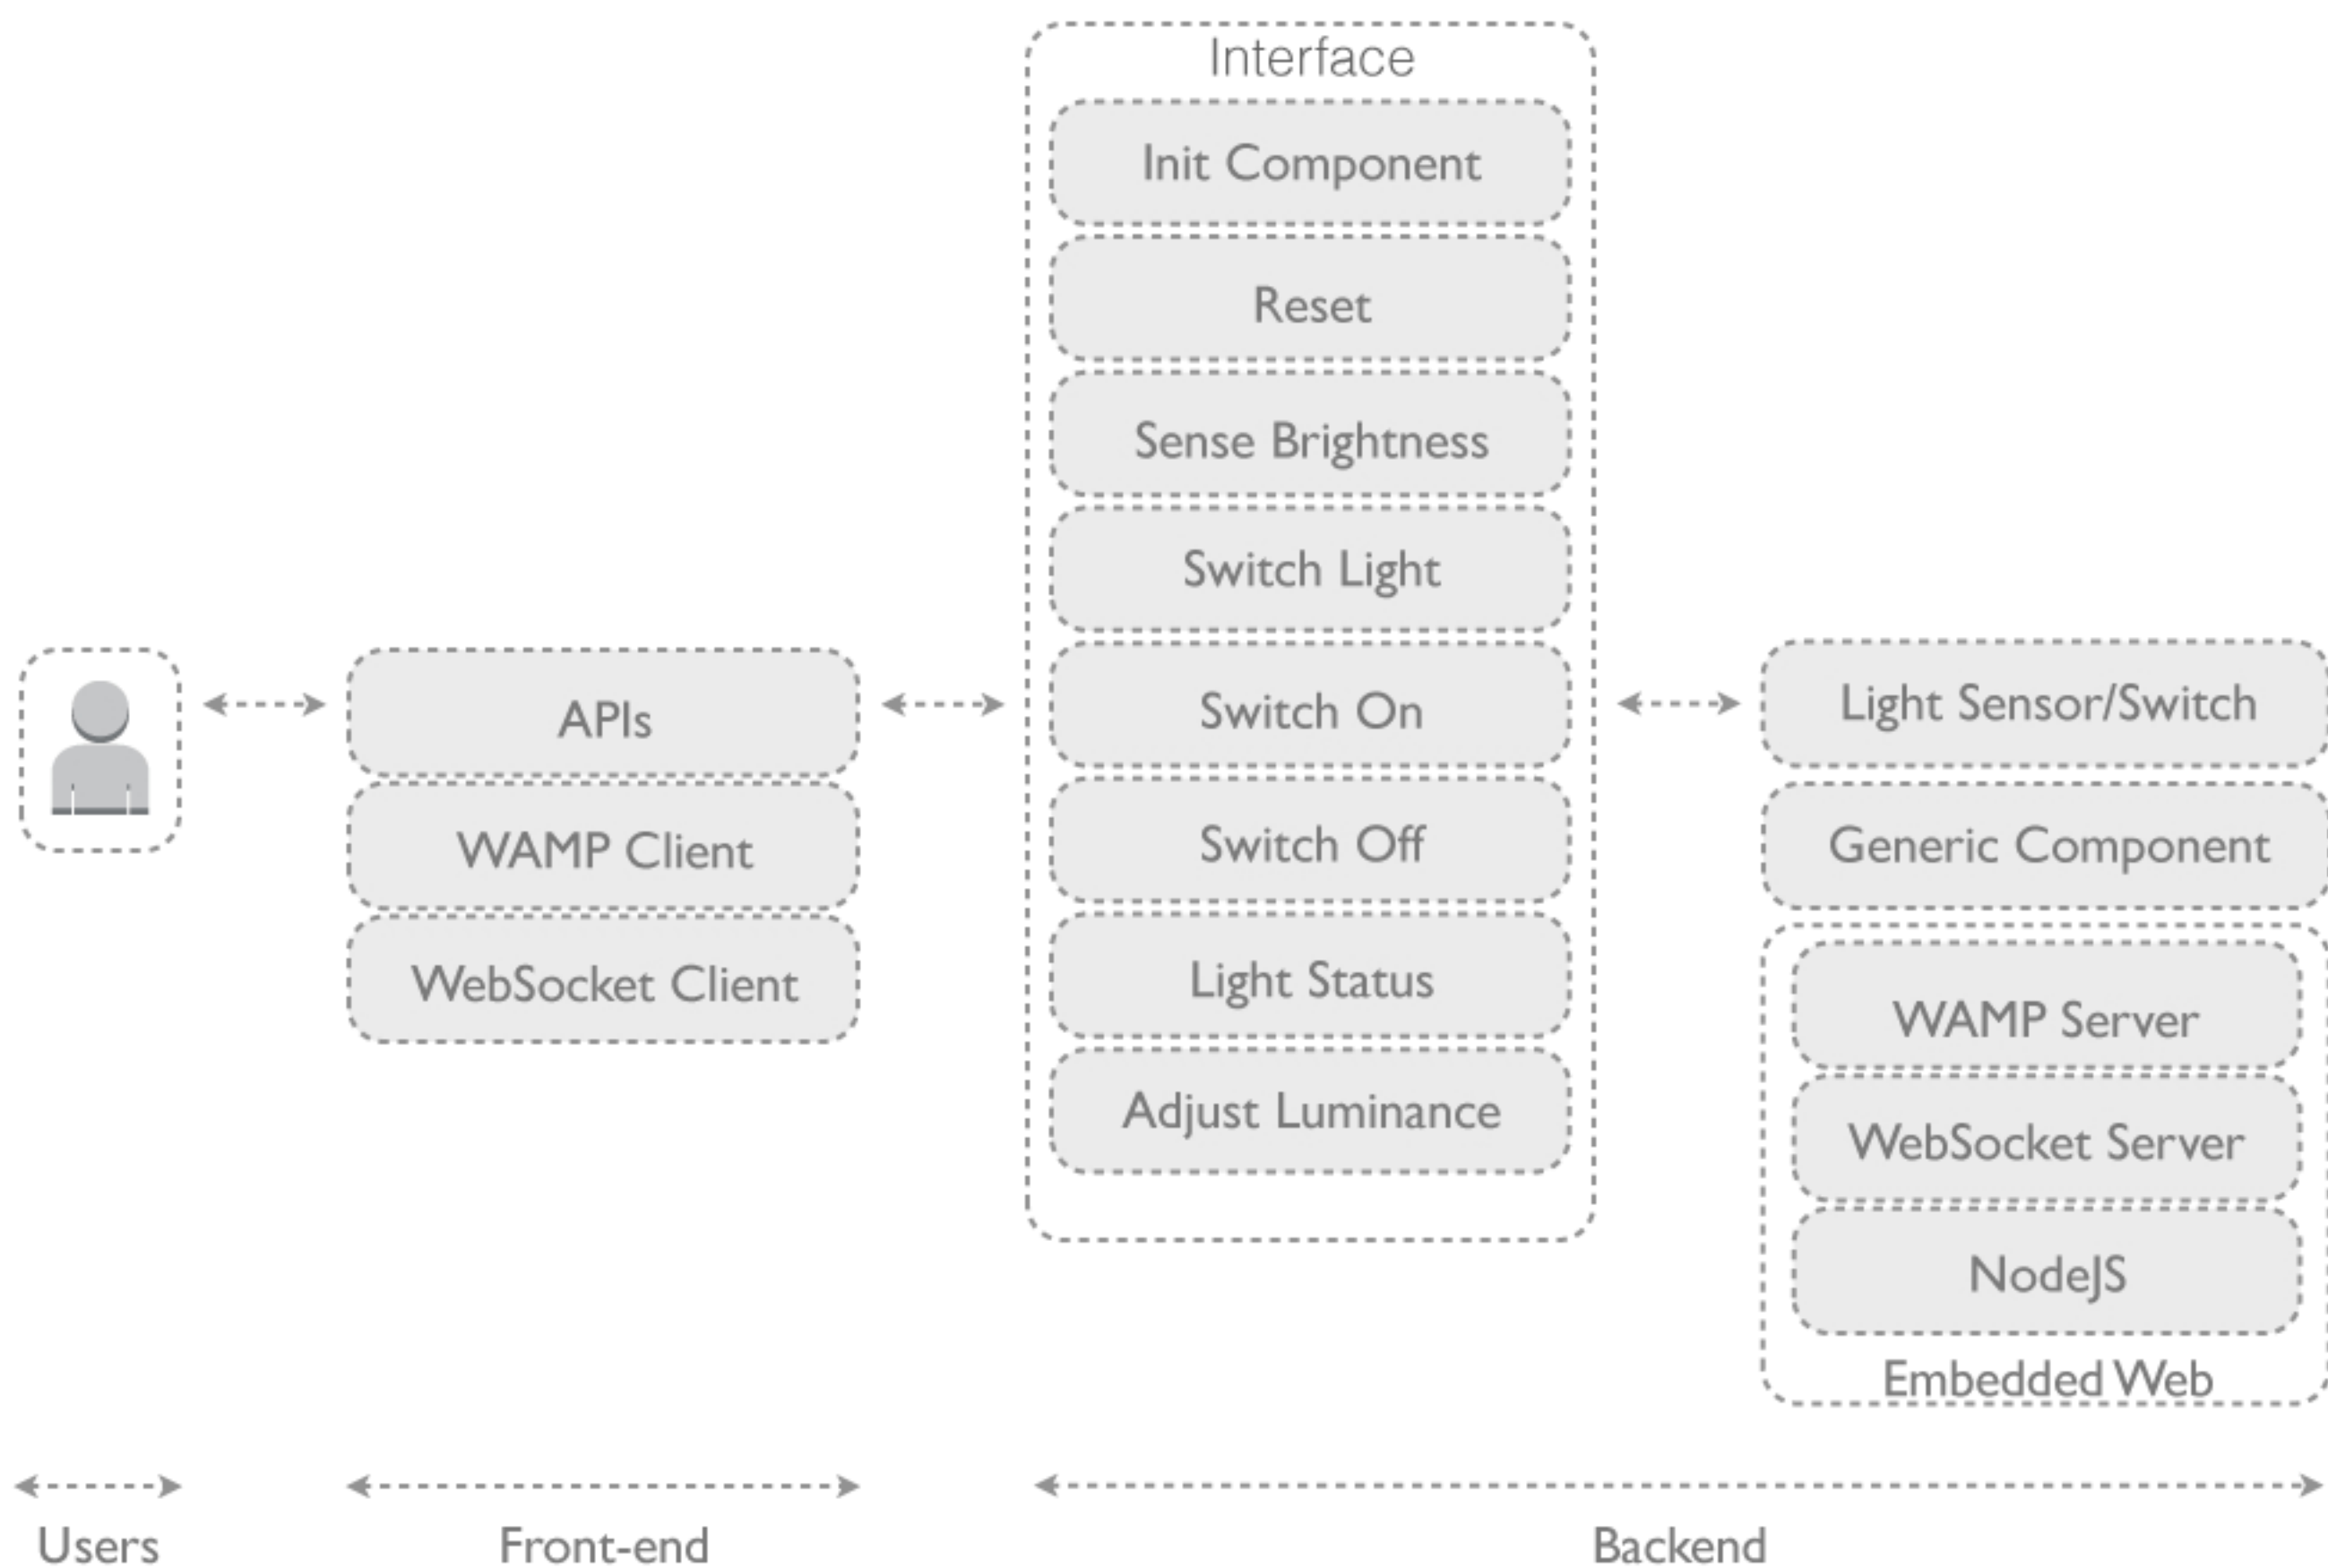 Interface
Init Component
Reset
Sense Brightness
Switch Light
Switch On
Switch Off
Light Status
Adjust Luminance
APIs
WAMP Client
WebSocket Client
Light Sensor/Switch
Generic Component
WAMP Server
WebSocket Server
NodeJS
Embedded Web
Users
Front-end
Backend